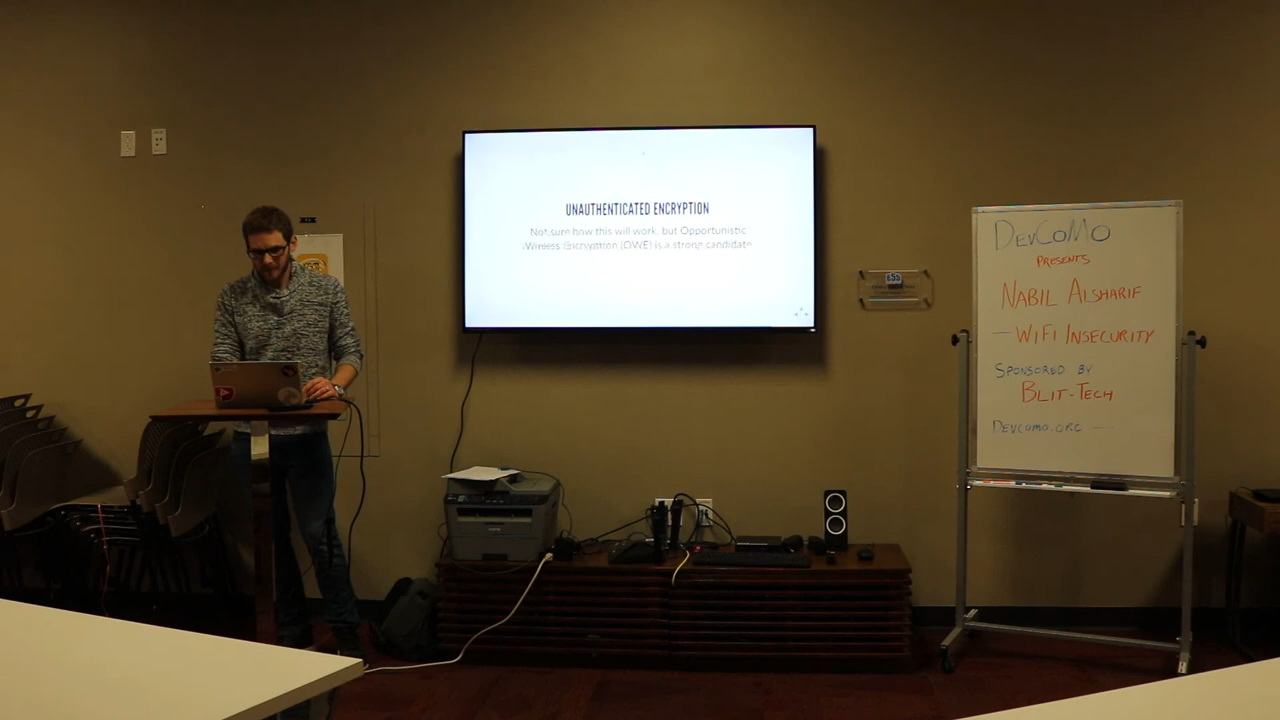 UNAUTHENTICATED ENCRYPTION
Not sure how this will work, but Opportunistic
Wireless Encryption (OWE) is a strong candidate
DEVCOMO
PRESENTS
NABIL ALSHARIF
— WIFI INSECURITY
SPONSORED BY
BLIT-TECH
DEVCOMO.ORG —